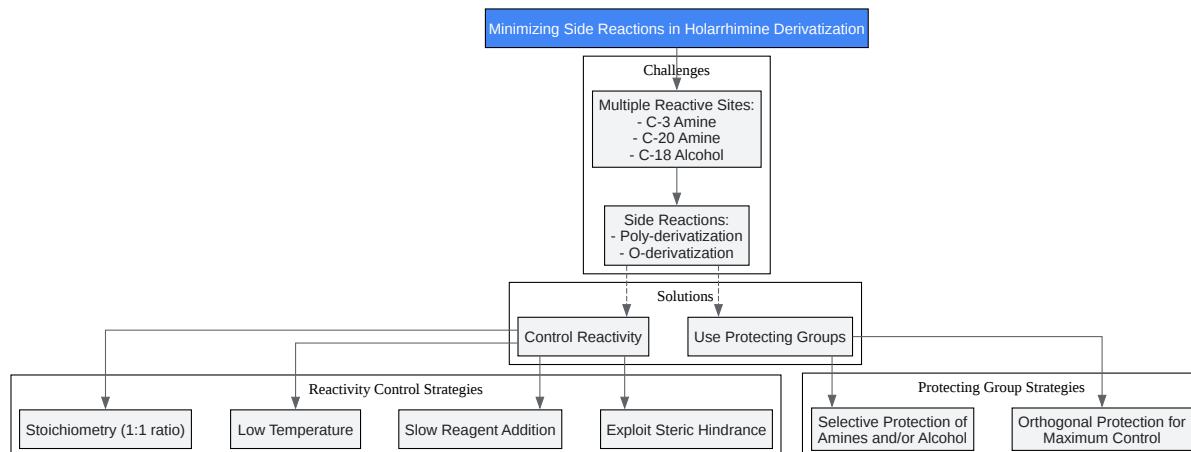 Minimizing Side Reactions in Holarrhimine Derivatization
Challenges
Multiple Reactive Sites:
- C-3 Amine
- C-20 Amine
- C-18 Alcohol
Side Reactions:
- Poly-derivatization
- O-derivatization
Solutions
Control Reactivity
Use Protecting Groups
Reactivity Control Strategies
Stoichiometry (1:1 ratio)
Low Temperature
Slow Reagent Addition
Exploit Steric Hindrance
Protecting Group Strategies
Selective Protection of
Amines and/or Alcohol
Orthogonal Protection for
Maximum Control